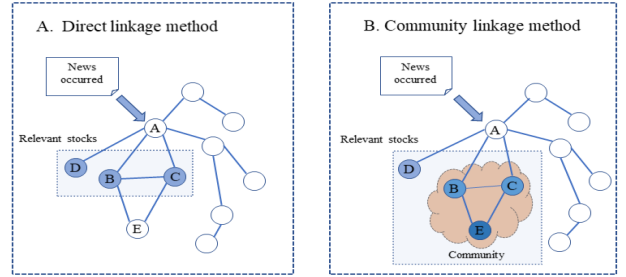 A. Direct linkage method
News
occurred
A
Relevant stocks
D
B
C
E
B. Community linkage method
News
occurred
A
Relevant stocks
D
B
C
E
Community